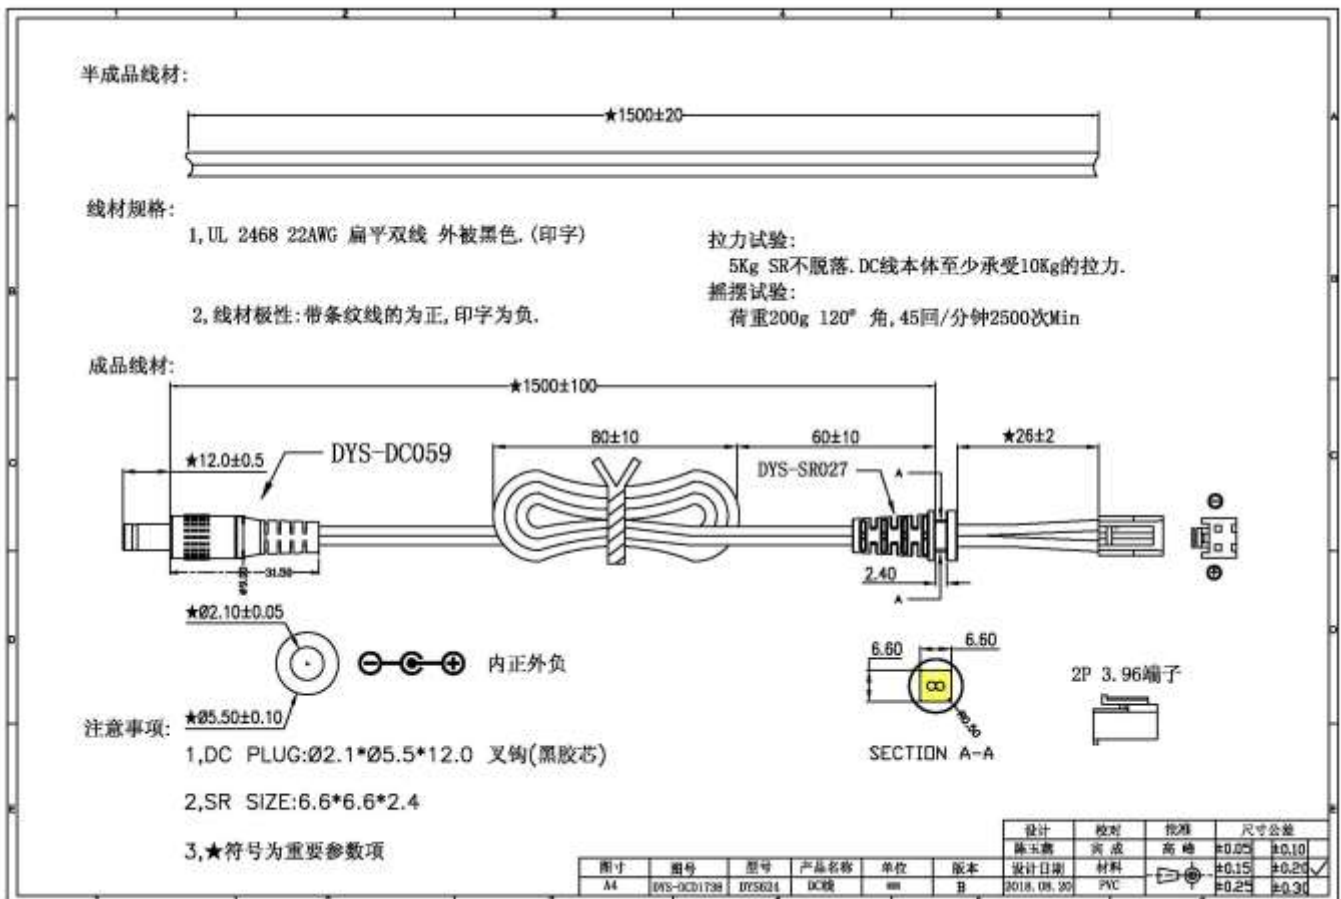 半成品线材:
★1500±20
线材规格:
1,UL 2468 22AWG 扁平双线 外被黑色.(印字)
2,线材极性:带条纹线的为正,印字为负.
拉力试验:
5Kg SR不脱落.DC线本体至少承受10Kg的拉力.
摇摆试验:
荷重200g 120° 角,45回/分钟2500次Min
成品线材:
★1500±100
★12.0±0.5
DYS-DC059
80±10
60±10
★26±2
DYS-SR027
A
31.50
2.40
A
★Ø2.10±0.05
★Ø5.50±0.10
内正外负
6.60
6.60
R0.50
SECTION A-A
2P 3.96端子
注意事项:
1,DC PLUG:Ø2.1*Ø5.5*12.0 叉钩(黑胶芯)
2,SR SIZE:6.6*6.6*2.4
3,★符号为重要参数项
设计 校对 批准 尺寸公差
±0.05 ±0.10
设计日期 材料 ±0.15 ±0.20
2018.08.20 PVC ±0.25 ±0.30
图寸 图号 型号 产品名称 单位 版本
A4 DYS-GCD1738 DYS624 DC线 mm B